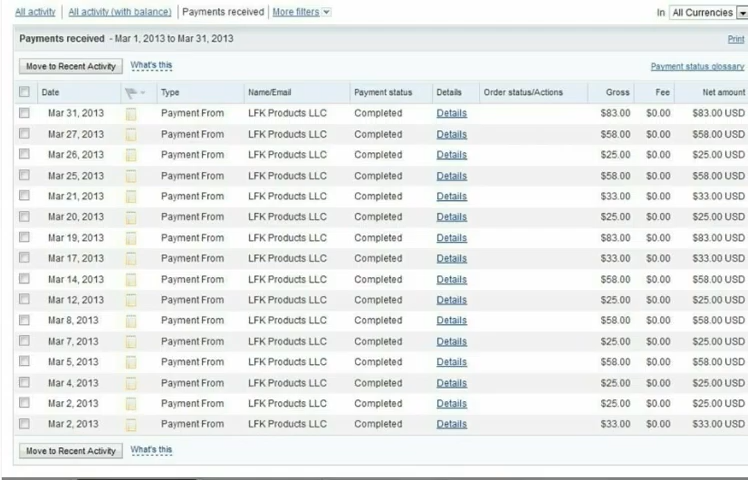 All activity | All activity (with balance) | Payments received | More filters In All Currencies
Payments received - Mar 1, 2013 to Mar 31, 2013 Print
Move to Recent Activity What's this Payment status glossary
Date Type Name/Email Payment status Details Order status/Actions Gross Fee Net amount
Mar 31, 2013 Payment From LFK Products LLC Completed Details $83.00 $0.00 $83.00 USD
Mar 27, 2013 Payment From LFK Products LLC Completed Details $58.00 $0.00 $58.00 USD
Mar 26, 2013 Payment From LFK Products LLC Completed Details $25.00 $0.00 $25.00 USD
Mar 25, 2013 Payment From LFK Products LLC Completed Details $58.00 $0.00 $58.00 USD
Mar 21, 2013 Payment From LFK Products LLC Completed Details $33.00 $0.00 $33.00 USD
Mar 20, 2013 Payment From LFK Products LLC Completed Details $25.00 $0.00 $25.00 USD
Mar 19, 2013 Payment From LFK Products LLC Completed Details $83.00 $0.00 $83.00 USD
Mar 17, 2013 Payment From LFK Products LLC Completed Details $33.00 $0.00 $33.00 USD
Mar 14, 2013 Payment From LFK Products LLC Completed Details $58.00 $0.00 $58.00 USD
Mar 12, 2013 Payment From LFK Products LLC Completed Details $25.00 $0.00 $25.00 USD
Mar 8, 2013 Payment From LFK Products LLC Completed Details $58.00 $0.00 $58.00 USD
Mar 7, 2013 Payment From LFK Products LLC Completed Details $25.00 $0.00 $25.00 USD
Mar 5, 2013 Payment From LFK Products LLC Completed Details $58.00 $0.00 $58.00 USD
Mar 4, 2013 Payment From LFK Products LLC Completed Details $25.00 $0.00 $25.00 USD
Mar 2, 2013 Payment From LFK Products LLC Completed Details $25.00 $0.00 $25.00 USD
Mar 2, 2013 Payment From LFK Products LLC Completed Details $33.00 $0.00 $33.00 USD
Move to Recent Activity What's this